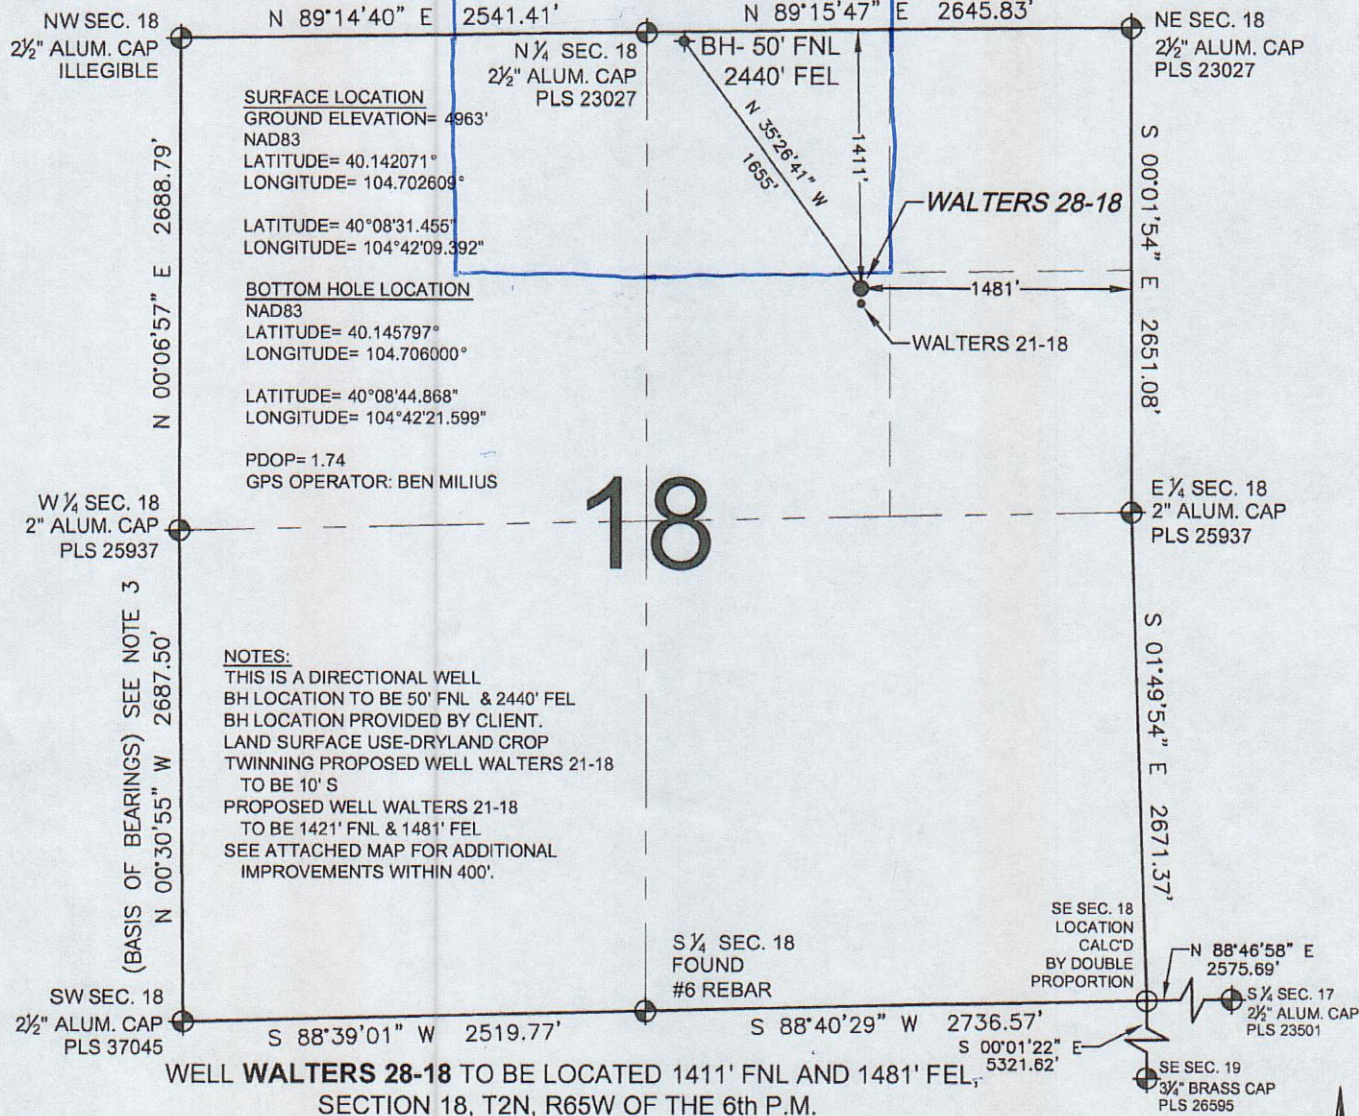 NW SEC. 18
2½" ALUM. CAP
ILLEGIBLE
N 89°14'40" E 2541.41'
N ¼ SEC. 18
2½" ALUM. CAP
PLS 23027
N 89°15'47" E 2645.83'
NE SEC. 18
2½" ALUM. CAP
PLS 23027
BH- 50' FNL
2440' FEL
N 35°26'41" W
1655'
1411'
WALTERS 28-18
1481'
WALTERS 21-18
SURFACE LOCATION
GROUND ELEVATION= 4963'
NAD83
LATITUDE= 40.142071°
LONGITUDE= 104.702609°
LATITUDE= 40°08'31.455"
LONGITUDE= 104°42'09.392"
BOTTOM HOLE LOCATION
NAD83
LATITUDE= 40.145797°
LONGITUDE= 104.706000°
LATITUDE= 40°08'44.868"
LONGITUDE= 104°42'21.599"
PDOP= 1.74
GPS OPERATOR: BEN MILIUS
N 00°06'57" E 2688.79'
S 00°01'54" E 2651.08'
W ¼ SEC. 18
2" ALUM. CAP
PLS 25937
18
E ¼ SEC. 18
2" ALUM. CAP
PLS 25937
(BASIS OF BEARINGS) SEE NOTE 3
N 00°30'55" W 2687.50'
NOTES:
THIS IS A DIRECTIONAL WELL
BH LOCATION TO BE 50' FNL & 2440' FEL
BH LOCATION PROVIDED BY CLIENT.
LAND SURFACE USE-DRYLAND CROP
TWINNING PROPOSED WELL WALTERS 21-18
TO BE 10' S
PROPOSED WELL WALTERS 21-18
TO BE 1421' FNL & 1481' FEL
SEE ATTACHED MAP FOR ADDITIONAL
IMPROVEMENTS WITHIN 400'.
S 01°49'54" E 2671.37'
SE SEC. 18
LOCATION
CALC'D
BY DOUBLE
PROPORTION
N 88°46'58" E
2575.69'
S ¼ SEC. 17
2½" ALUM. CAP
PLS 23501
S ¼ SEC. 18
FOUND
#6 REBAR
SW SEC. 18
2½" ALUM. CAP
PLS 37045
S 88°39'01" W 2519.77'
S 88°40'29" W 2736.57'
S 00°01'22" E
5321.62'
SE SEC. 19
3¼" BRASS CAP
PLS 26595
WELL WALTERS 28-18 TO BE LOCATED 1411' FNL AND 1481' FEL,
SECTION 18, T2N, R65W OF THE 6th P.M.